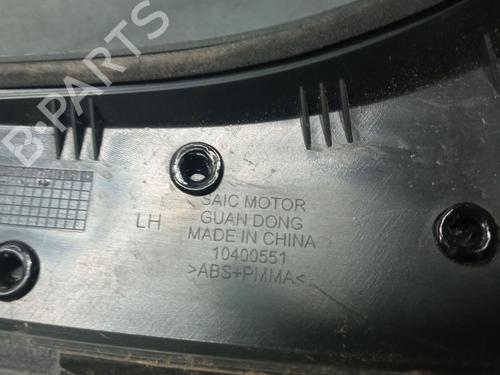 B-PARTS
SAIC MOTOR
LH GUAN DONG
MADE IN CHINA
10400551
>ABS+PMMA<